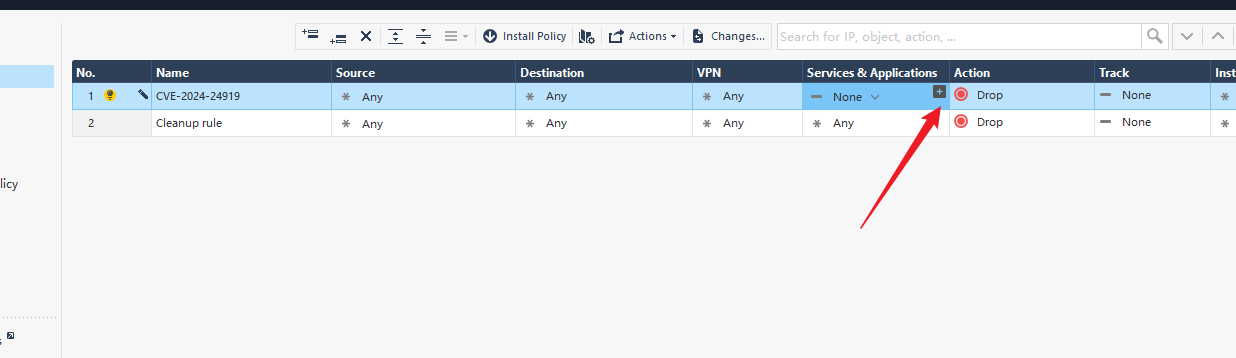 Install Policy Actions Changes... Search for IP, object, action, ...
No. Name Source Destination VPN Services & Applications Action Track Inst
1 CVE-2024-24919 Any Any Any None Drop None
2 Cleanup rule Any Any Any Any Drop None
licy
s